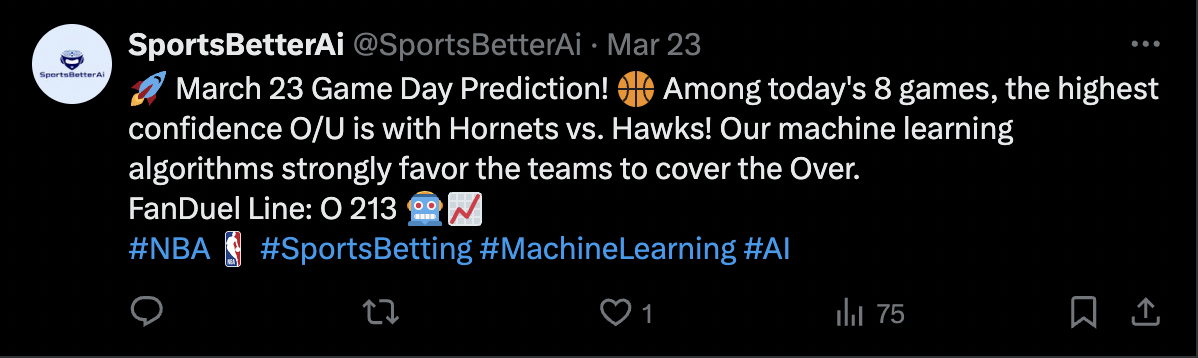 SportsBetterAi
SportsBetterAi @SportsBetterAi · Mar 23
🚀 March 23 Game Day Prediction! 🏀 Among today's 8 games, the highest
confidence O/U is with Hornets vs. Hawks! Our machine learning
algorithms strongly favor the teams to cover the Over.
FanDuel Line: O 213 🤖📈
#NBA #SportsBetting #MachineLearning #AI
1 75